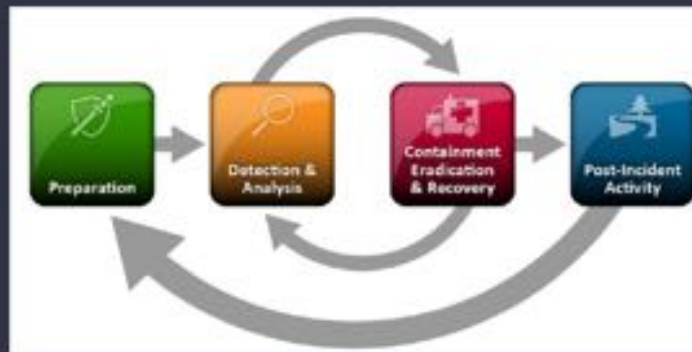 Preparation
Detection &
Analysis
Containment
Eradication
& Recovery
Post-Incident
Activity